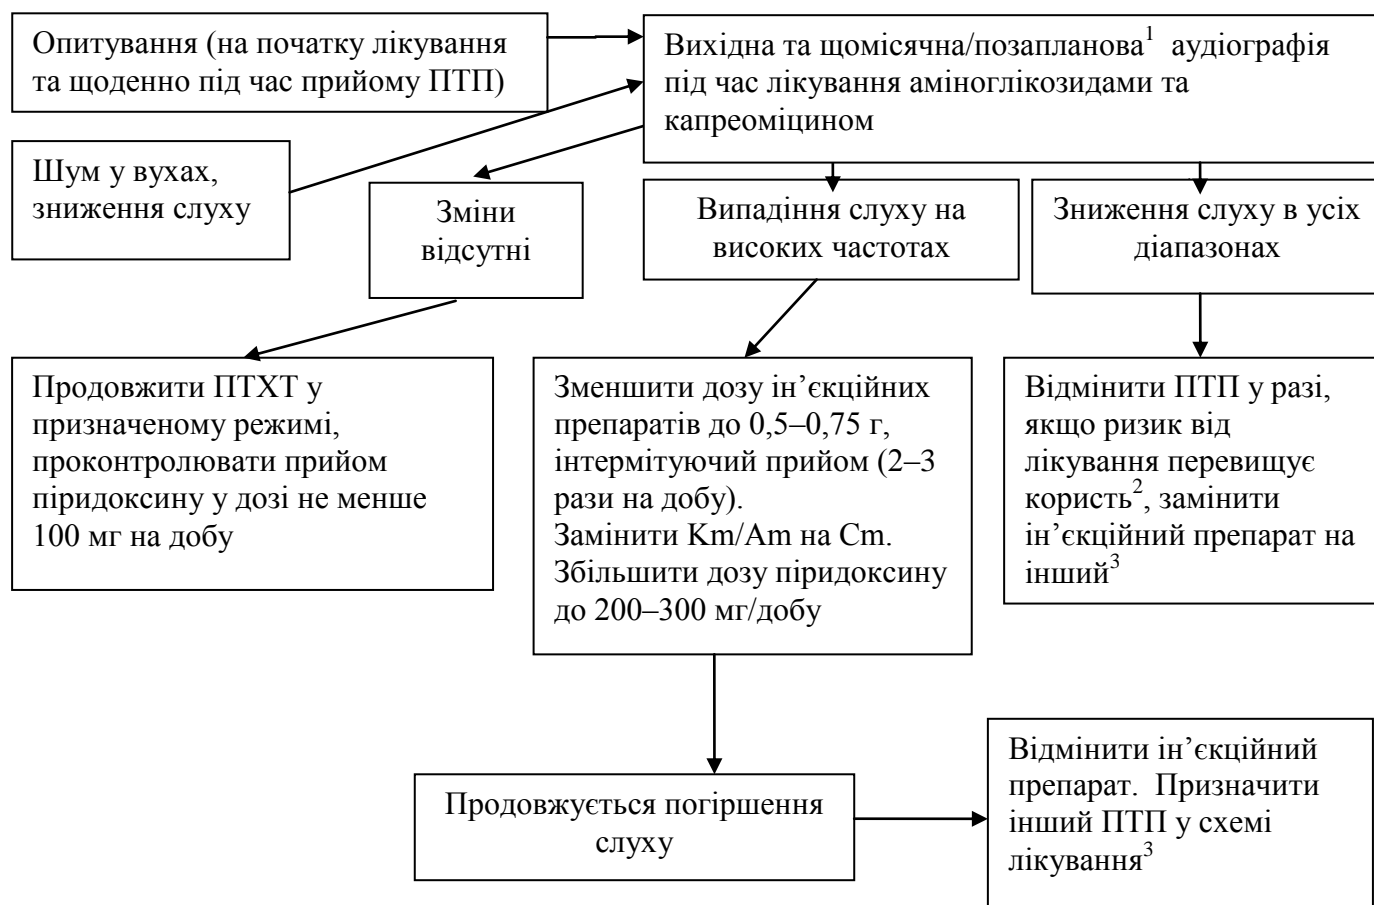 Опитування (на початку лікування
та щоденно під час прийому ПТП)
Вихідна та щомісячна/позапланова¹ аудіографія
під час лікування аміноглікозидами та
капреоміцином
Шум у вухах,
зниження слуху
Зміни
відсутні
Випадіння слуху на
високих частотах
Зниження слуху в усіх
діапазонах
Продовжити ПТХТ у
призначеному режимі,
проконтролювати прийом
піридоксину у дозі не менше
100 мг на добу
Зменшити дозу ін’єкційних
препаратів до 0,5–0,75 г,
інтермітуючий прийом (2–3
рази на добу).
Замінити Km/Am на Cm.
Збільшити дозу піридоксину
до 200–300 мг/добу
Відмінити ПТП у разі,
якщо ризик від
лікування перевищує
користь², замінити
ін’єкційний препарат на
інший³
Продовжується погіршення
слуху
Відмінити ін’єкційний
препарат. Призначити
інший ПТП у схемі
лікування³